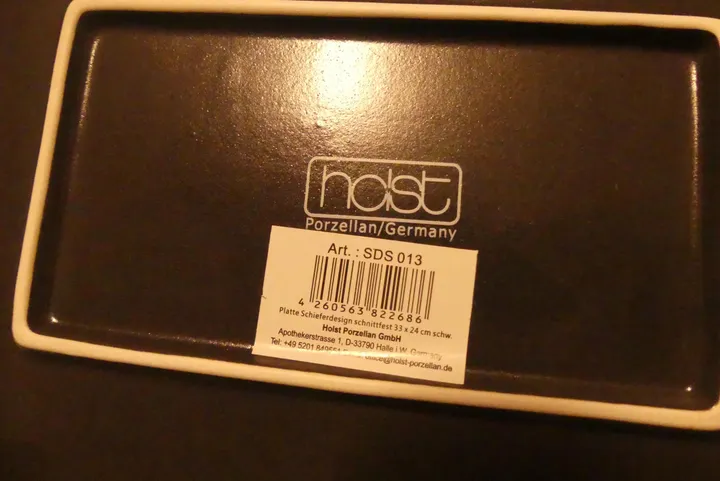 holst
Porzellan/Germany
Art. : SDS 013
4 260563 822686
Platte Schieferdesign schnittfest 33 x 24 cm schw.
Holst Porzellan GmbH
Apothekerstrasse 1, D-33790 Halle i.W. Germany
Tel: +49 5201 office@holst-porzellan.de